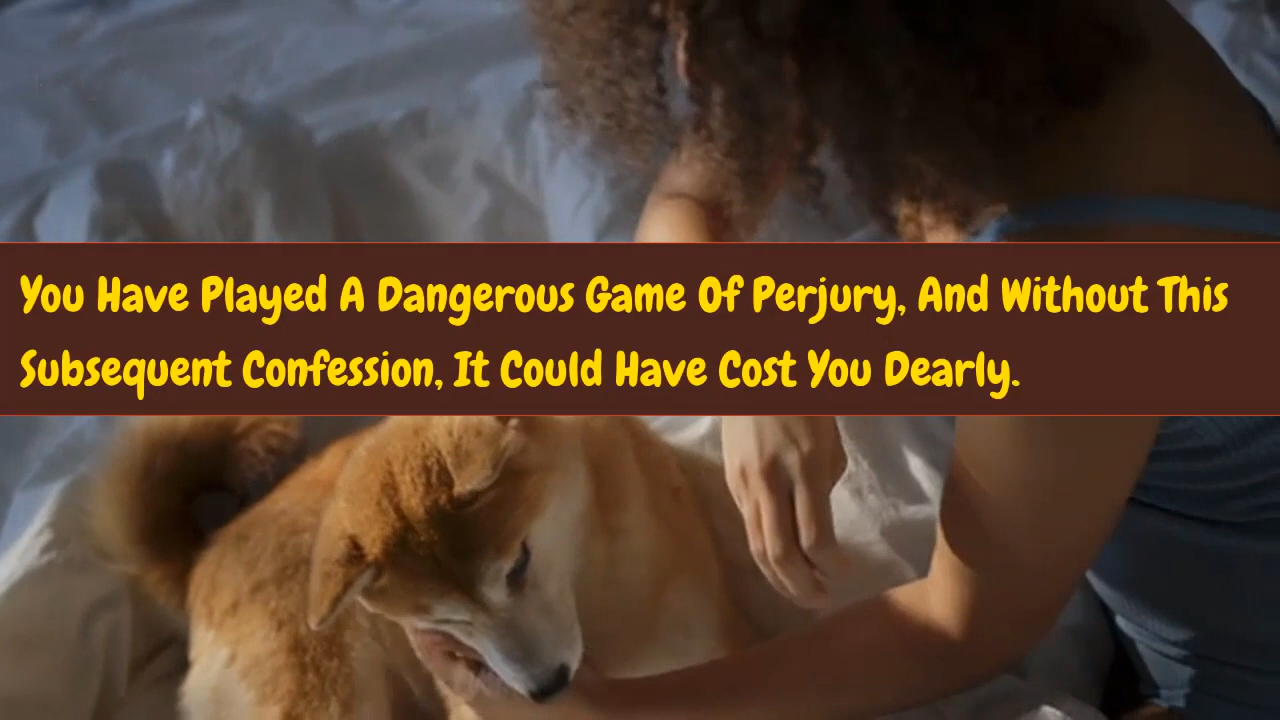 You Have Played A Dangerous Game Of Perjury, And Without This
Subsequent Confession, It Could Have Cost You Dearly.